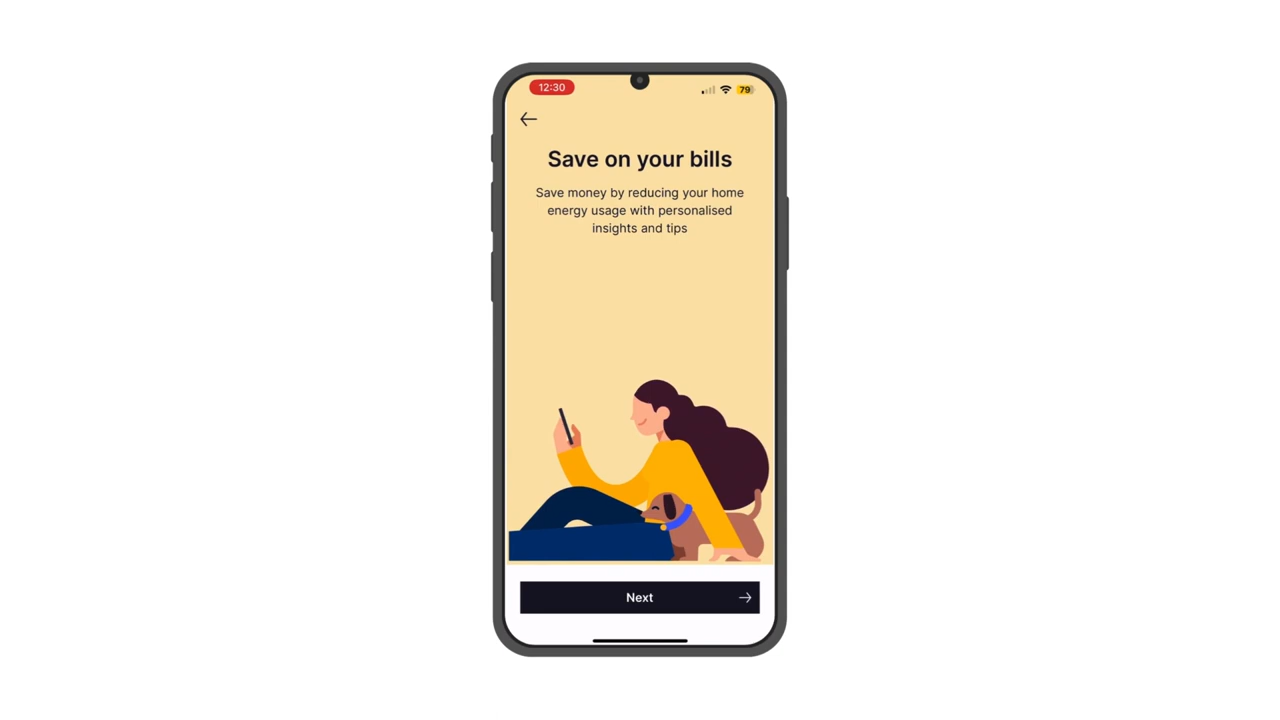 12:30
79
Save on your bills
Save money by reducing your home
energy usage with personalised
insights and tips
Next